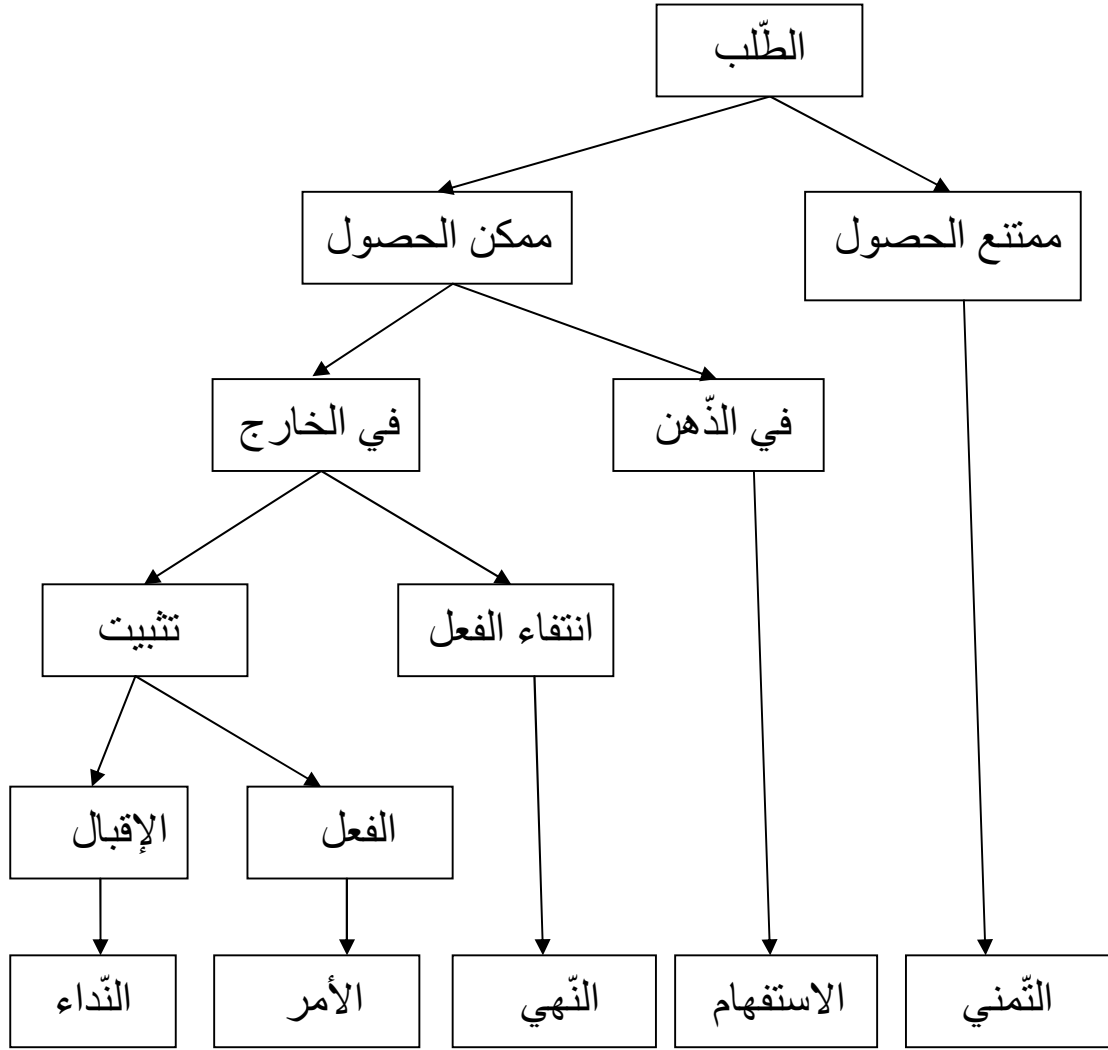 الطّلب
ممتنع الحصول
ممكن الحصول
في الذّهن
في الخارج
انتفاء الفعل
تثبيت
الفعل
الإقبال
التّمني
الاستفهام
النّهي
الأمر
النّداء